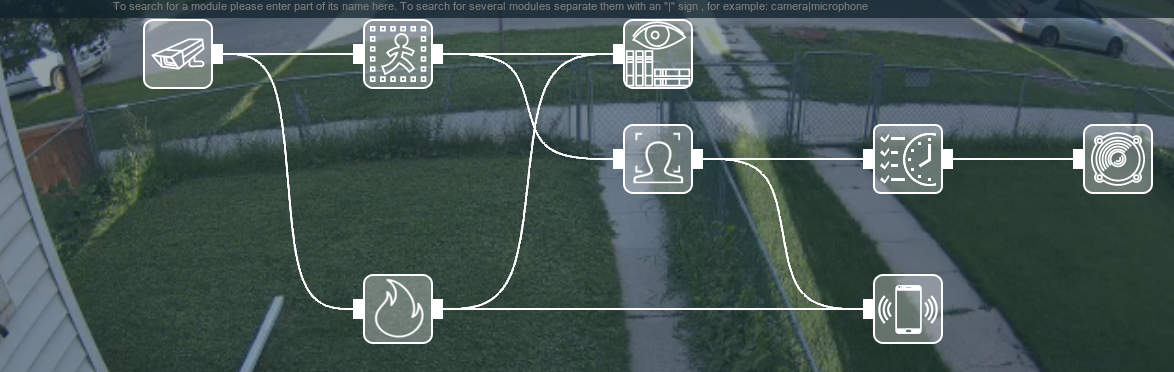 To search for a module please enter part of its name here. To search for several modules separate them with an "|" sign , for example: camera|microphone